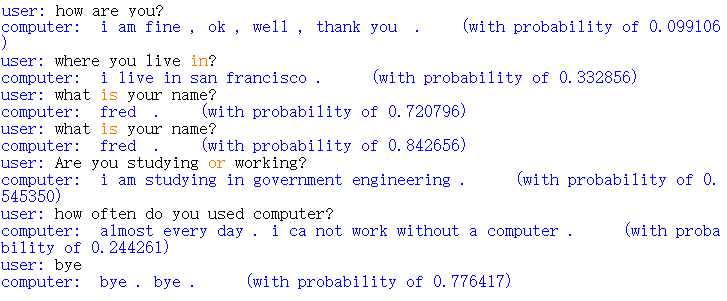 user: how are you?
computer:  i am fine , ok , well , thank you  .     (with probability of 0.099106
)
user: where you live in?
computer:  i live in san francisco .     (with probability of 0.332856)
user: what is your name?
computer:  fred  .    (with probability of 0.720796)
user: what is your name?
computer:  fred  .    (with probability of 0.842656)
user: Are you studying or working?
computer:  i am studying in government engineering .     (with probability of 0.
545350)
user: how often do you used computer?
computer:  almost every day . i ca not work without a computer .     (with proba
bility of 0.244261)
user: bye
computer:  bye . bye .     (with probability of 0.776417)